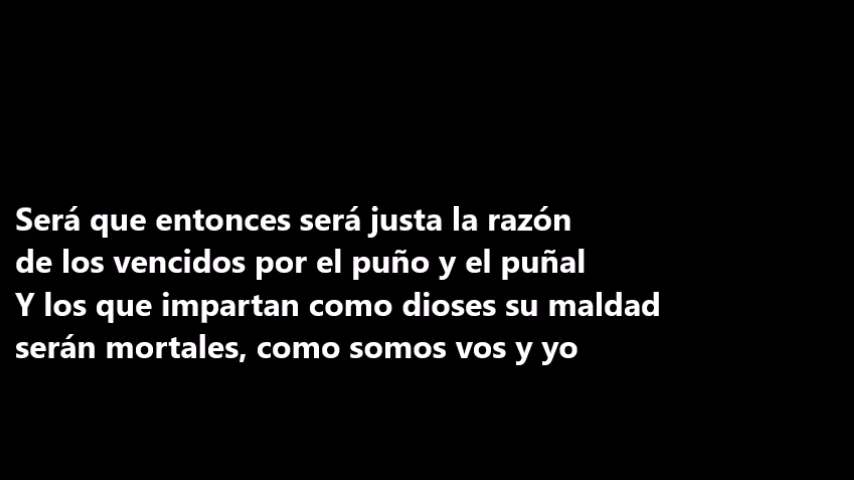 Será que entonces será justa la razón
de los vencidos por el puño y el puñal
Y los que impartan como dioses su maldad
serán mortales, como somos vos y yo